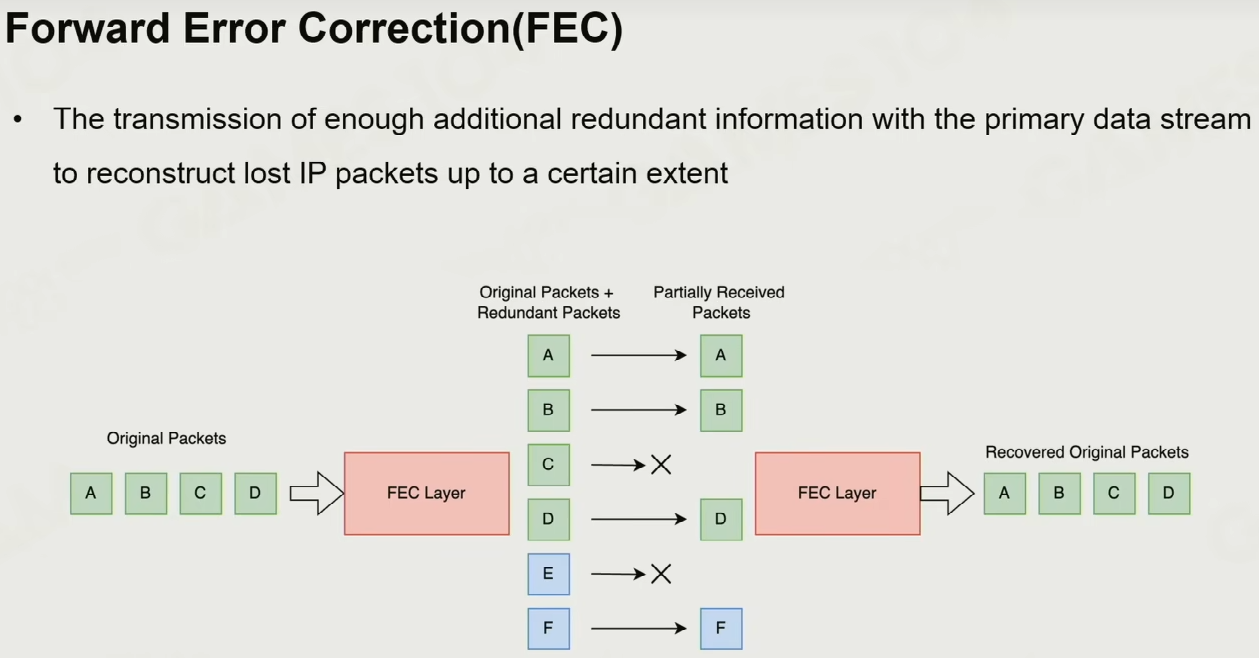 Forward Error Correction(FEC)
• The transmission of enough additional redundant information with the primary data stream
to reconstruct lost IP packets up to a certain extent
Original Packets +
Redundant Packets
Partially Received
Packets
Original Packets
A B C D
FEC Layer
A
B
C
D
E
F
A
B
D
F
FEC Layer
Recovered Original Packets
A B C D